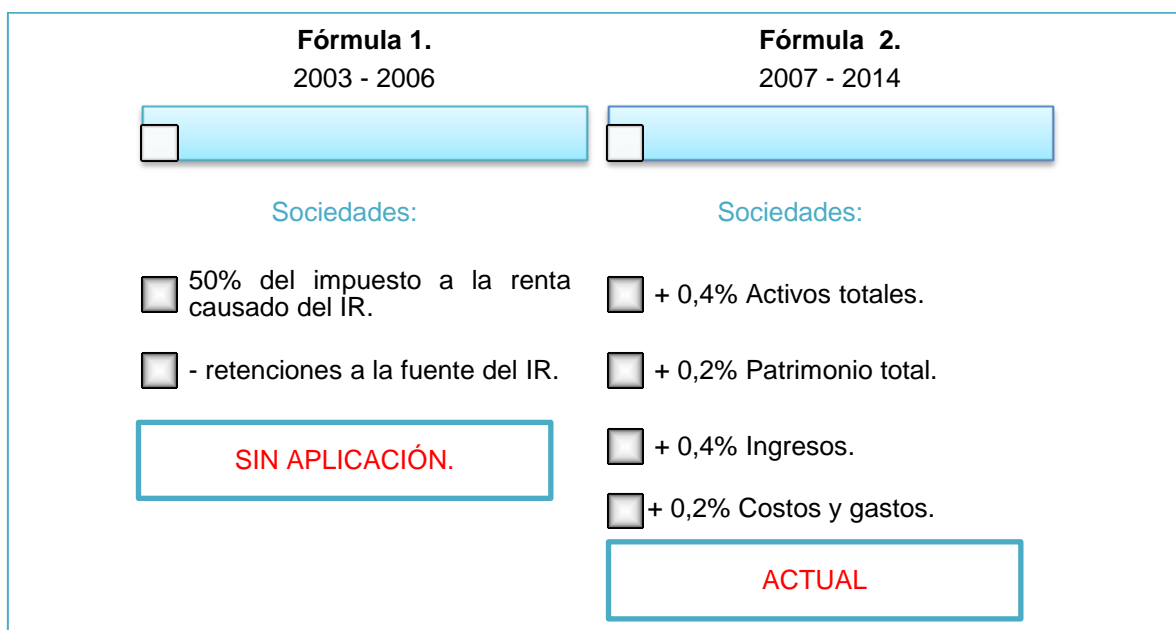 Fórmula 1.
2003 - 2006
Sociedades:
50% del impuesto a la renta
causado del IR.
- retenciones a la fuente del IR.
SIN APLICACIÓN.
Fórmula 2.
2007 - 2014
Sociedades:
+ 0,4% Activos totales.
+ 0,2% Patrimonio total.
+ 0,4% Ingresos.
+ 0,2% Costos y gastos.
ACTUAL